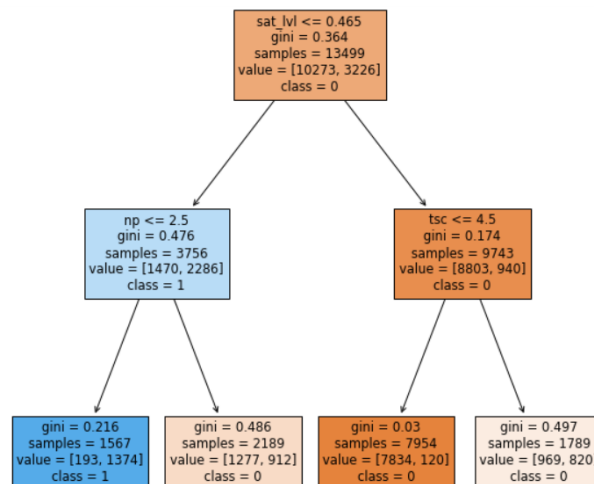 sat_lvl <= 0.465
gini = 0.364
samples = 13499
value = [10273, 3226]
class = 0
np <= 2.5
gini = 0.476
samples = 3756
value = [1470, 2286]
class = 1
tsc <= 4.5
gini = 0.174
samples = 9743
value = [8803, 940]
class = 0
gini = 0.216
samples = 1567
value = [193, 1374]
class = 1
gini = 0.486
samples = 2189
value = [1277, 912]
class = 0
gini = 0.03
samples = 7954
value = [7834, 120]
class = 0
gini = 0.497
samples = 1789
value = [969, 820]
class = 0